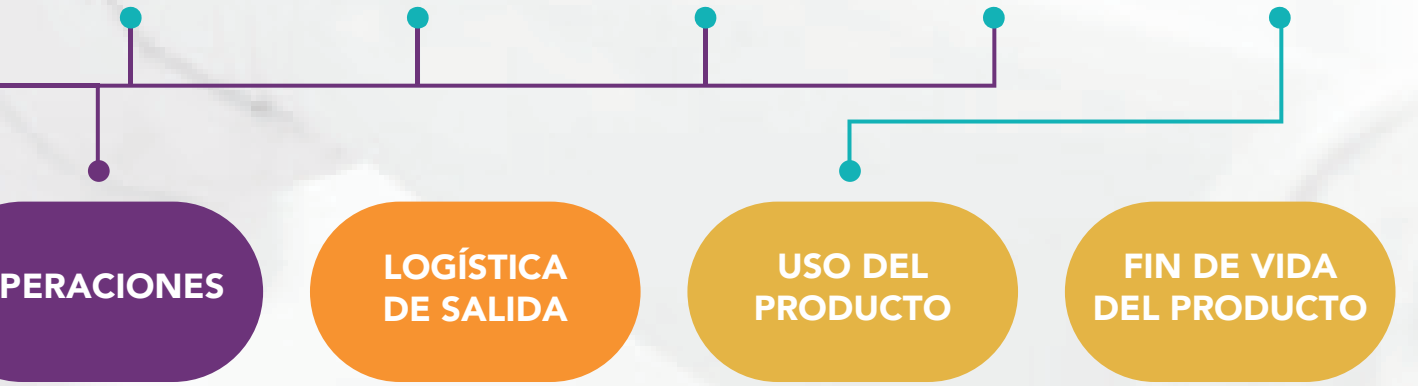 PERACIONES
LOGÍSTICA
DE SALIDA
USO DEL
PRODUCTO
FIN DE VIDA
DEL PRODUCTO